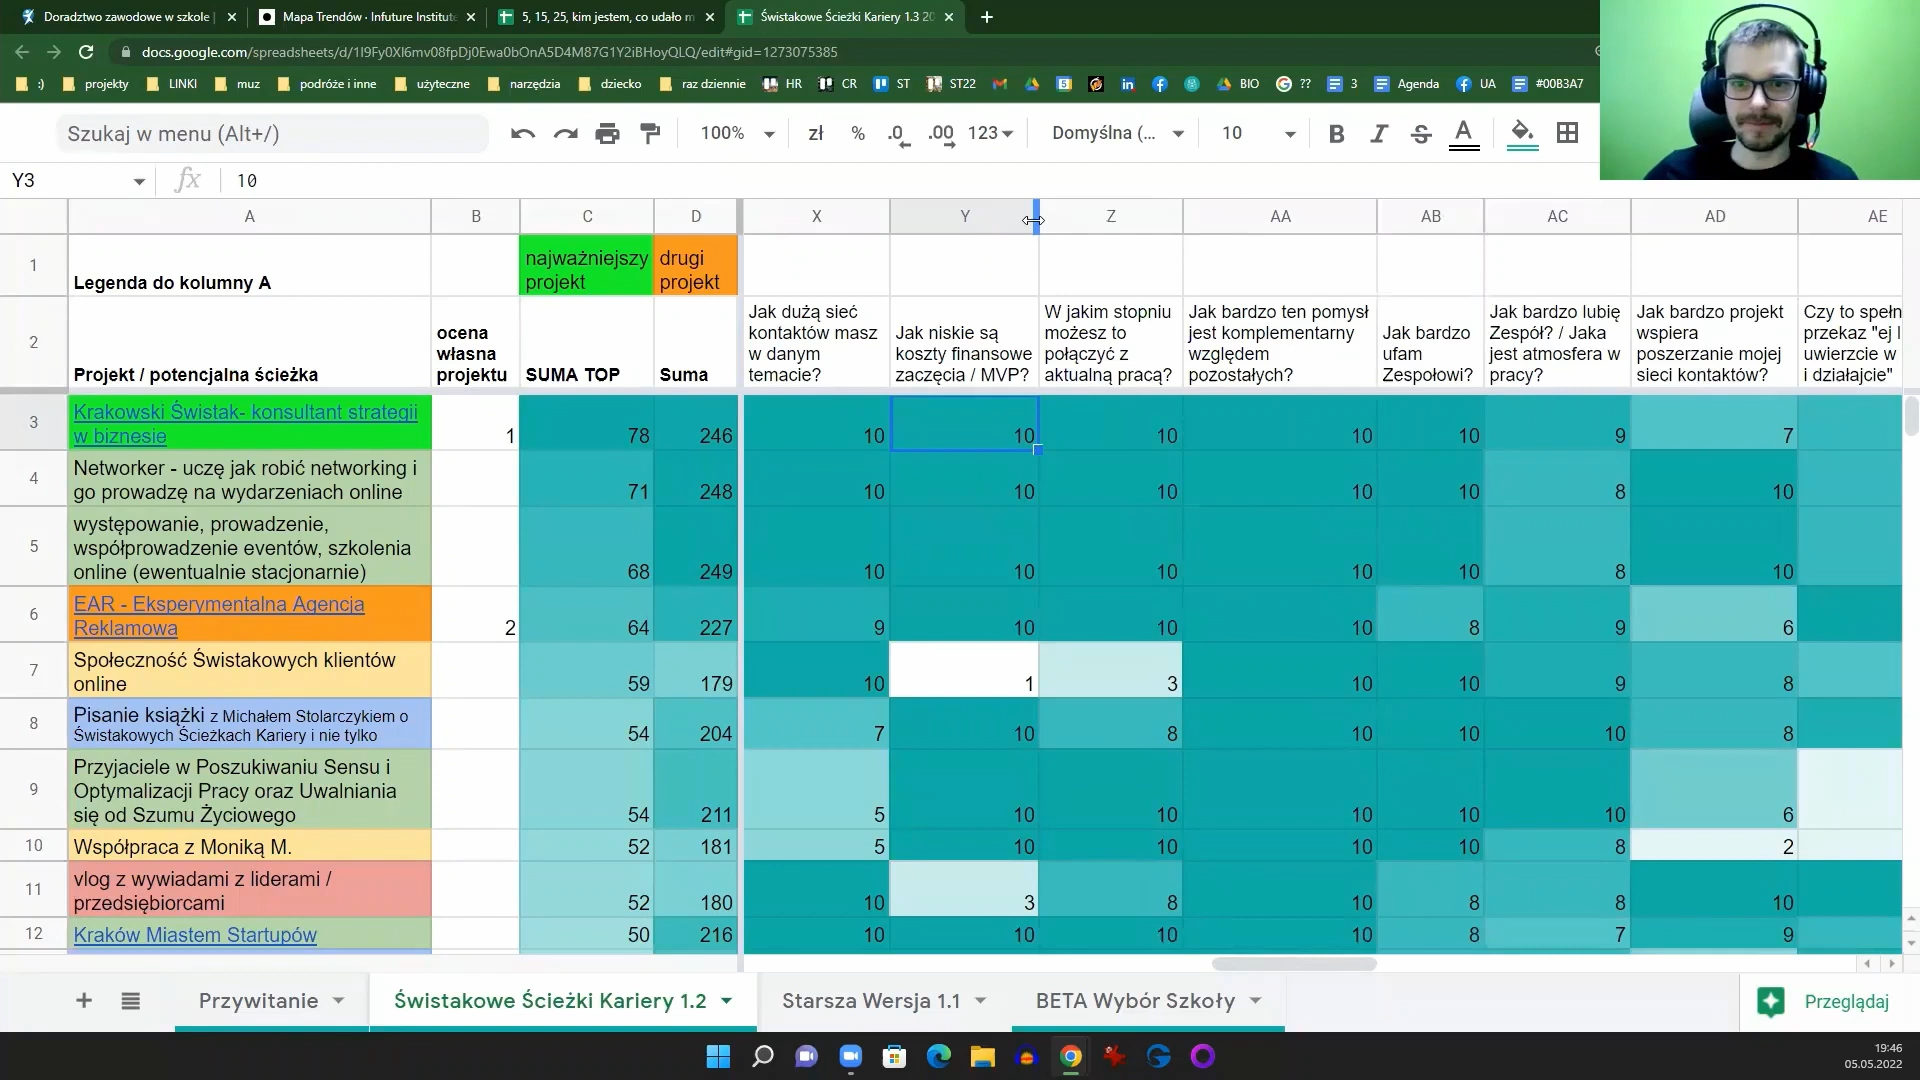 Doradztwo zawodowe w szkole
Mapa Trendów · Infuture Institute
5, 15, 25, kim jestem, co udało m
Świstakowe Ścieżki Kariery 1.3 20
docs.google.com/spreadsheets/d/1I9Fy0Xl6mv08fpDj0Ewa0bOnA5D4M87G1Y2iBHoyQLQ/edit#gid=1273075385
:) projekty LINKI muz podróże i inne użyteczne narzędzia dziecko raz dziennie HR CR ST ST22 BIO ?? 3 Agenda UA #00B3A7
Szukaj w menu (Alt+/) 100% zł % .0 .00 123 Domyślna (... 10 B I S A
Y3 fx 10
A B C D X Y Z AA AB AC AD AE
1 Legenda do kolumny A
najważniejszy
projekt
drugi
projekt
2 Projekt / potencjalna ścieżka
ocena
własna
projektu
SUMA TOP
Suma
Jak dużą sieć
kontaktów masz
w danym
temacie?
Jak niskie są
koszty finansowe
zaczęcia / MVP?
W jakim stopniu
możesz to
połączyć z
aktualną pracą?
Jak bardzo ten pomysł
jest komplementarny
względem
pozostałych?
Jak bardzo
ufam
Zespołowi?
Jak bardzo lubię
Zespół? / Jaka
jest atmosfera w
pracy?
Jak bardzo projekt
wspiera
poszerzanie mojej
sieci kontaktów?
Czy to spełn
przekaz "ej l
uwierzcie w
i działajcie"
3 Krakowski Świstak- konsultant strategii
w biznesie
1 78 246 10 10 10 10 10 9 7
4 Networker - uczę jak robić networking i
go prowadzę na wydarzeniach online
71 248 10 10 10 10 10 8 10
5 występowanie, prowadzenie,
współprowadzenie eventów, szkolenia
online (ewentualnie stacjonarnie)
68 249 10 10 10 10 10 8 10
6 EAR - Eksperymentalna Agencja
Reklamowa
2 64 227 9 10 10 10 8 9 6
7 Społeczność Świstakowych klientów
online
59 179 10 1 3 10 10 9 8
8 Pisanie książki z Michałem Stolarczykiem o
Świstakowych Ścieżkach Kariery i nie tylko
54 204 7 10 8 10 10 10 8
9 Przyjaciele w Poszukiwaniu Sensu i
Optymalizacji Pracy oraz Uwalniania
się od Szumu Życiowego
54 211 5 10 10 10 10 10 6
10 Współpraca z Moniką M.
52 181 5 10 10 10 10 8 2
11 vlog z wywiadami z liderami /
przedsiębiorcami
52 180 10 3 8 10 8 8 10
12 Kraków Miastem Startupów
50 216 10 10 10 10 8 7 9
Przywitanie Świstakowe Ścieżki Kariery 1.2 Starsza Wersja 1.1 BETA Wybór Szkoły Przeglądaj
19:46
05.05.2022